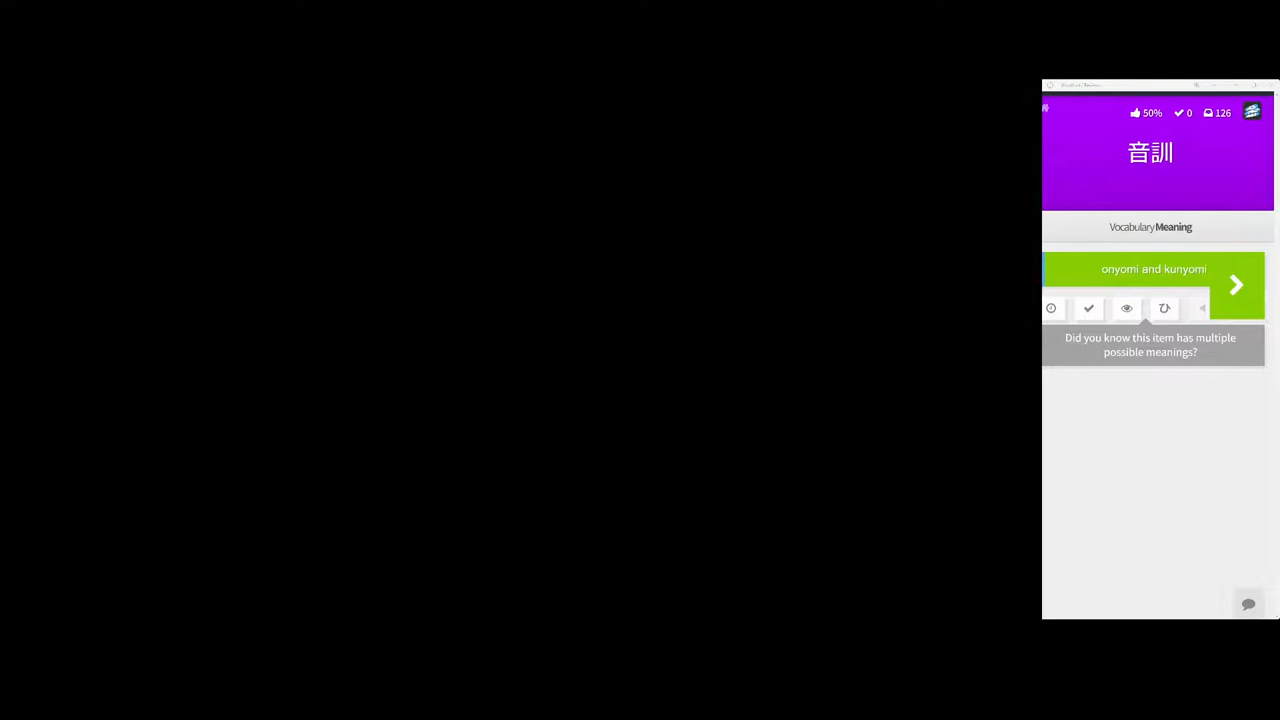 50% 0 126
音訓
Vocabulary Meaning
onyomi and kunyomi
ひ
Did you know this item has multiple
possible meanings?